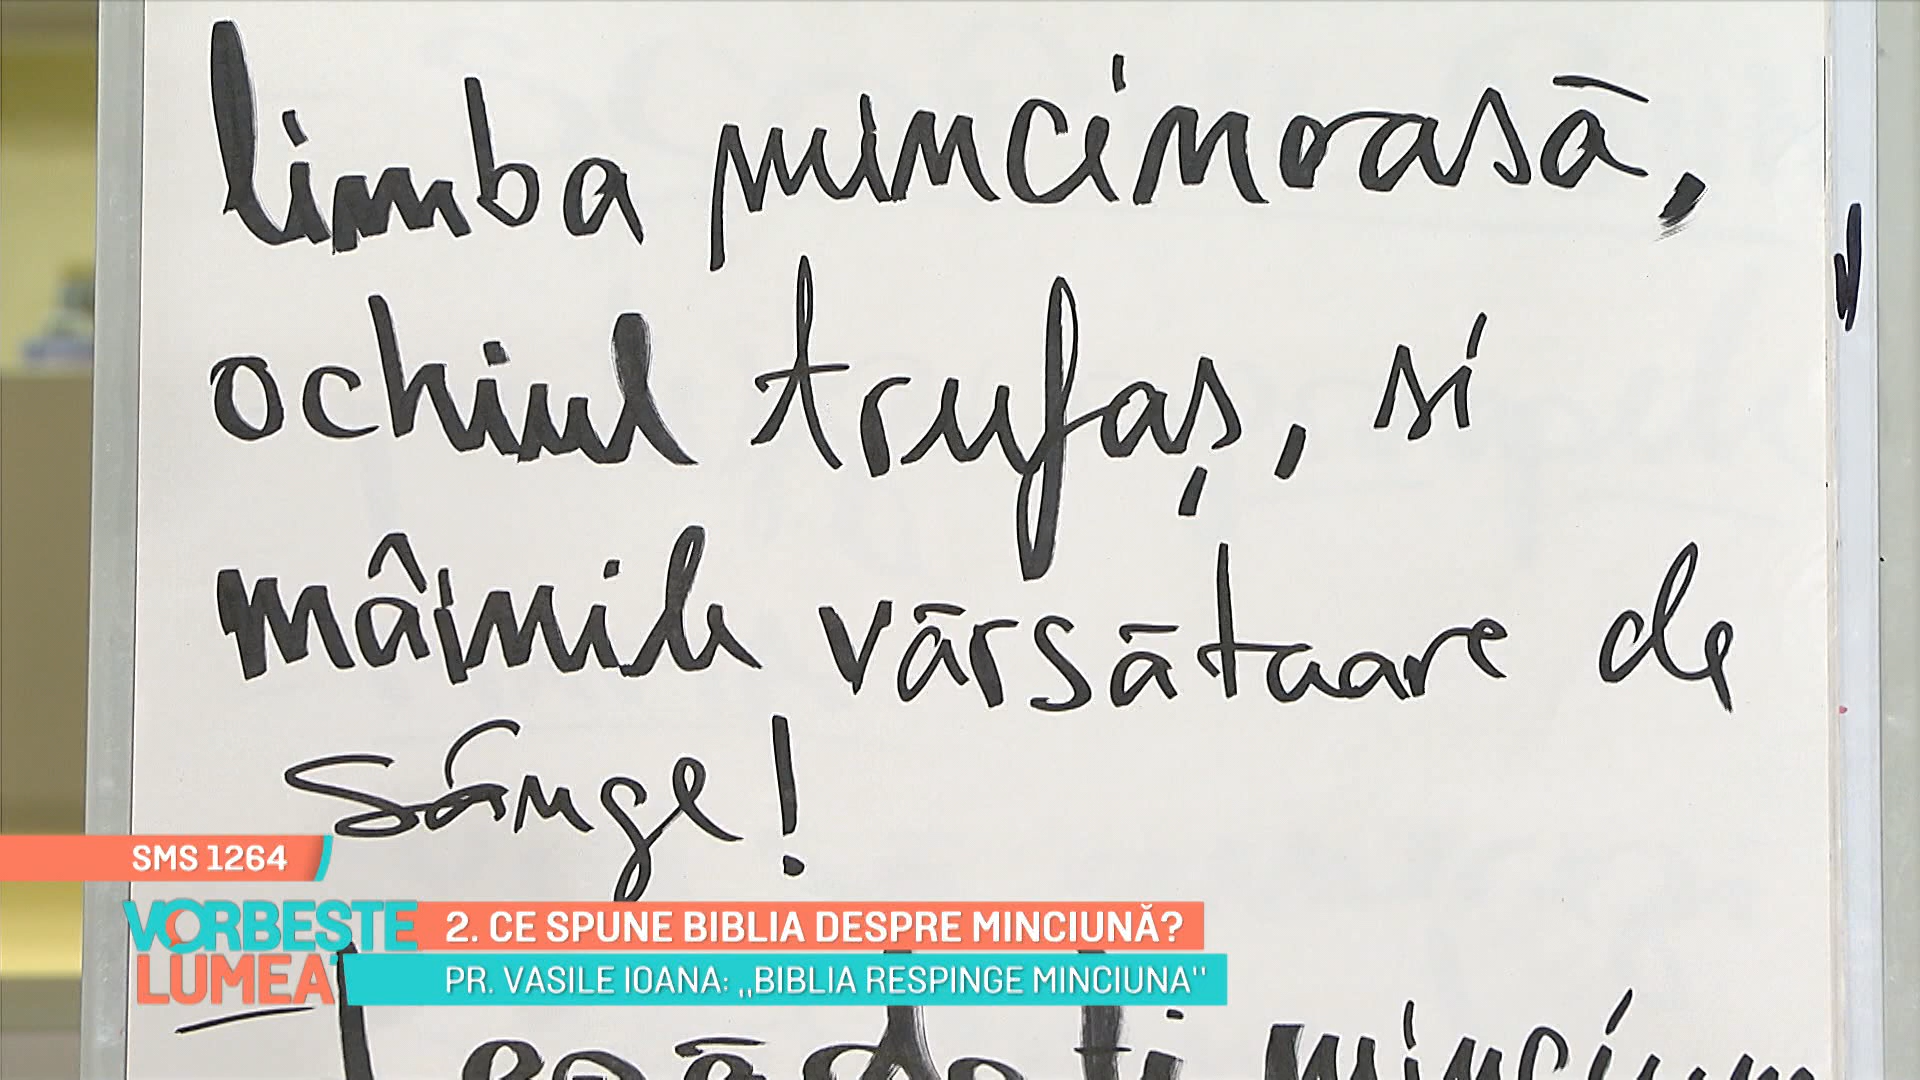 limba mincinoasă,
ochiul trufaș, si
mâinile vărsătoare de
sânge!
SMS 1264
VORBEȘTE
LUMEA
2. CE SPUNE BIBLIA DESPRE MINCIUNĂ?
PR. VASILE IOANA: ,,BIBLIA RESPINGE MINCIUNA''